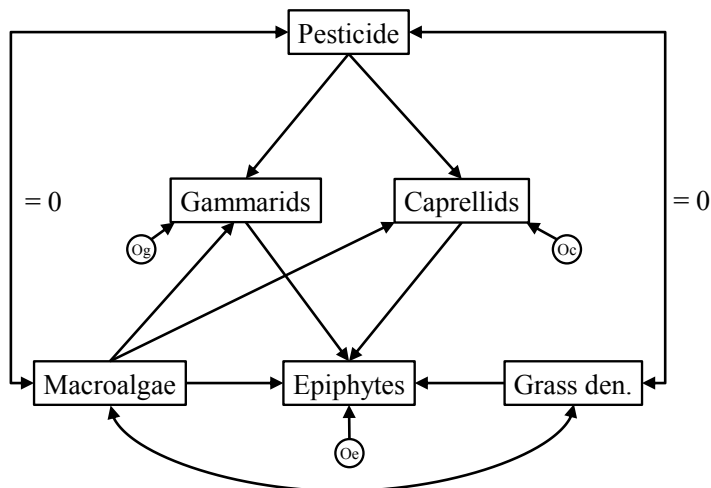 Pesticide
= 0
Gammarids
Caprellids
= 0
Og
Oc
Macroalgae
Epiphytes
Grass den.
Oe